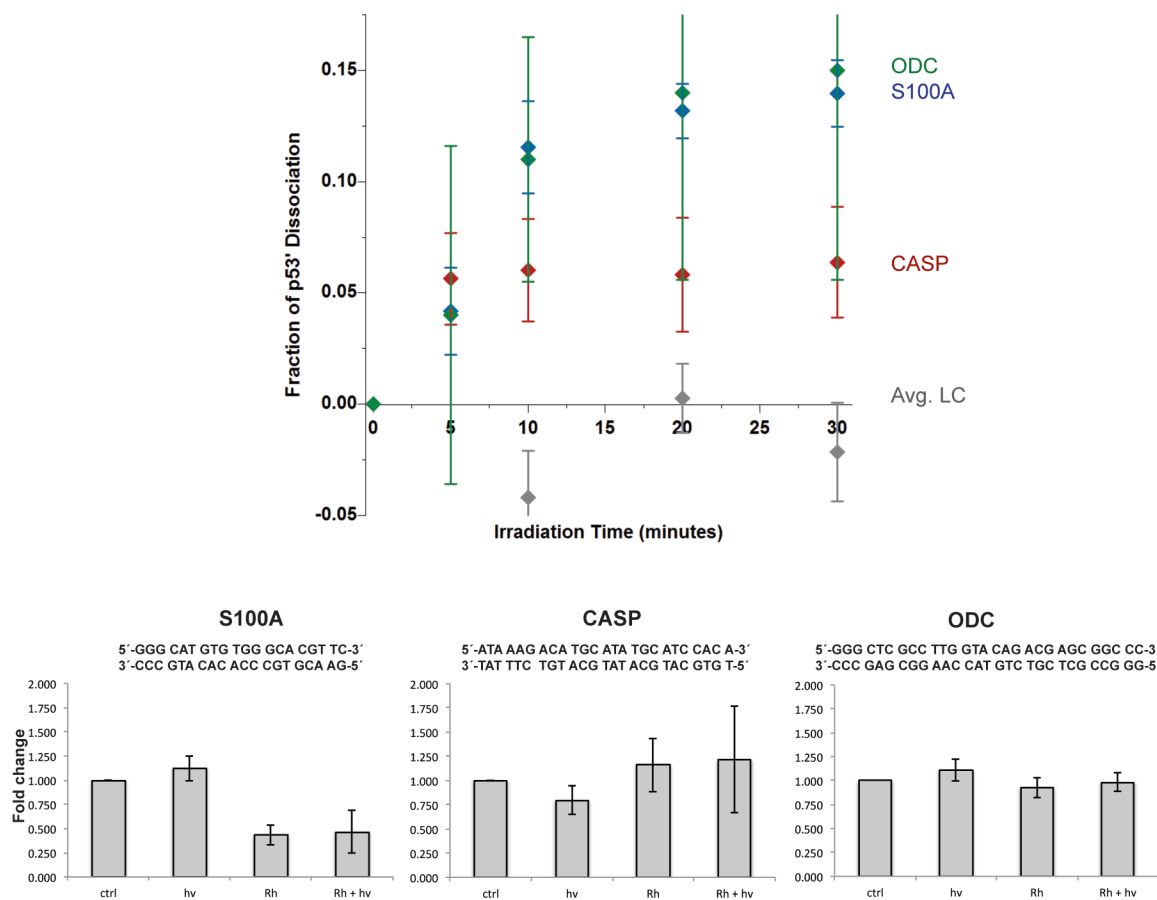 Fraction of p53' Dissociation
0.15
0.10
0.05
0.00
-0.05
0 5 10 15 20 25 30
Irradiation Time (minutes)
ODC
S100A
CASP
Avg. LC
S100A
5´-GGG CAT GTG TGG GCA CGT TC-3´
3´-CCC GTA CAC ACC CGT GCA AG-5´
Fold change
2.000
1.750
1.500
1.250
1.000
0.750
0.500
0.250
0.000
ctrl hv Rh Rh + hv
CASP
5´-ATA AAG ACA TGC ATA TGC ATC CAC A-3´
3´-TAT TTC TGT ACG TAT ACG TAC GTG T-5´
2.000
1.750
1.500
1.250
1.000
0.750
0.500
0.250
0.000
ctrl hv Rh Rh + hv
ODC
5´-GGG CTC GCC TTG GTA CAG ACG AGC GGG CC-3
3´-CCC GAG CGG AAC CAT GTC TGC TCG CCG GG-5
2.000
1.750
1.500
1.250
1.000
0.750
0.500
0.250
0.000
ctrl hv Rh Rh + hv